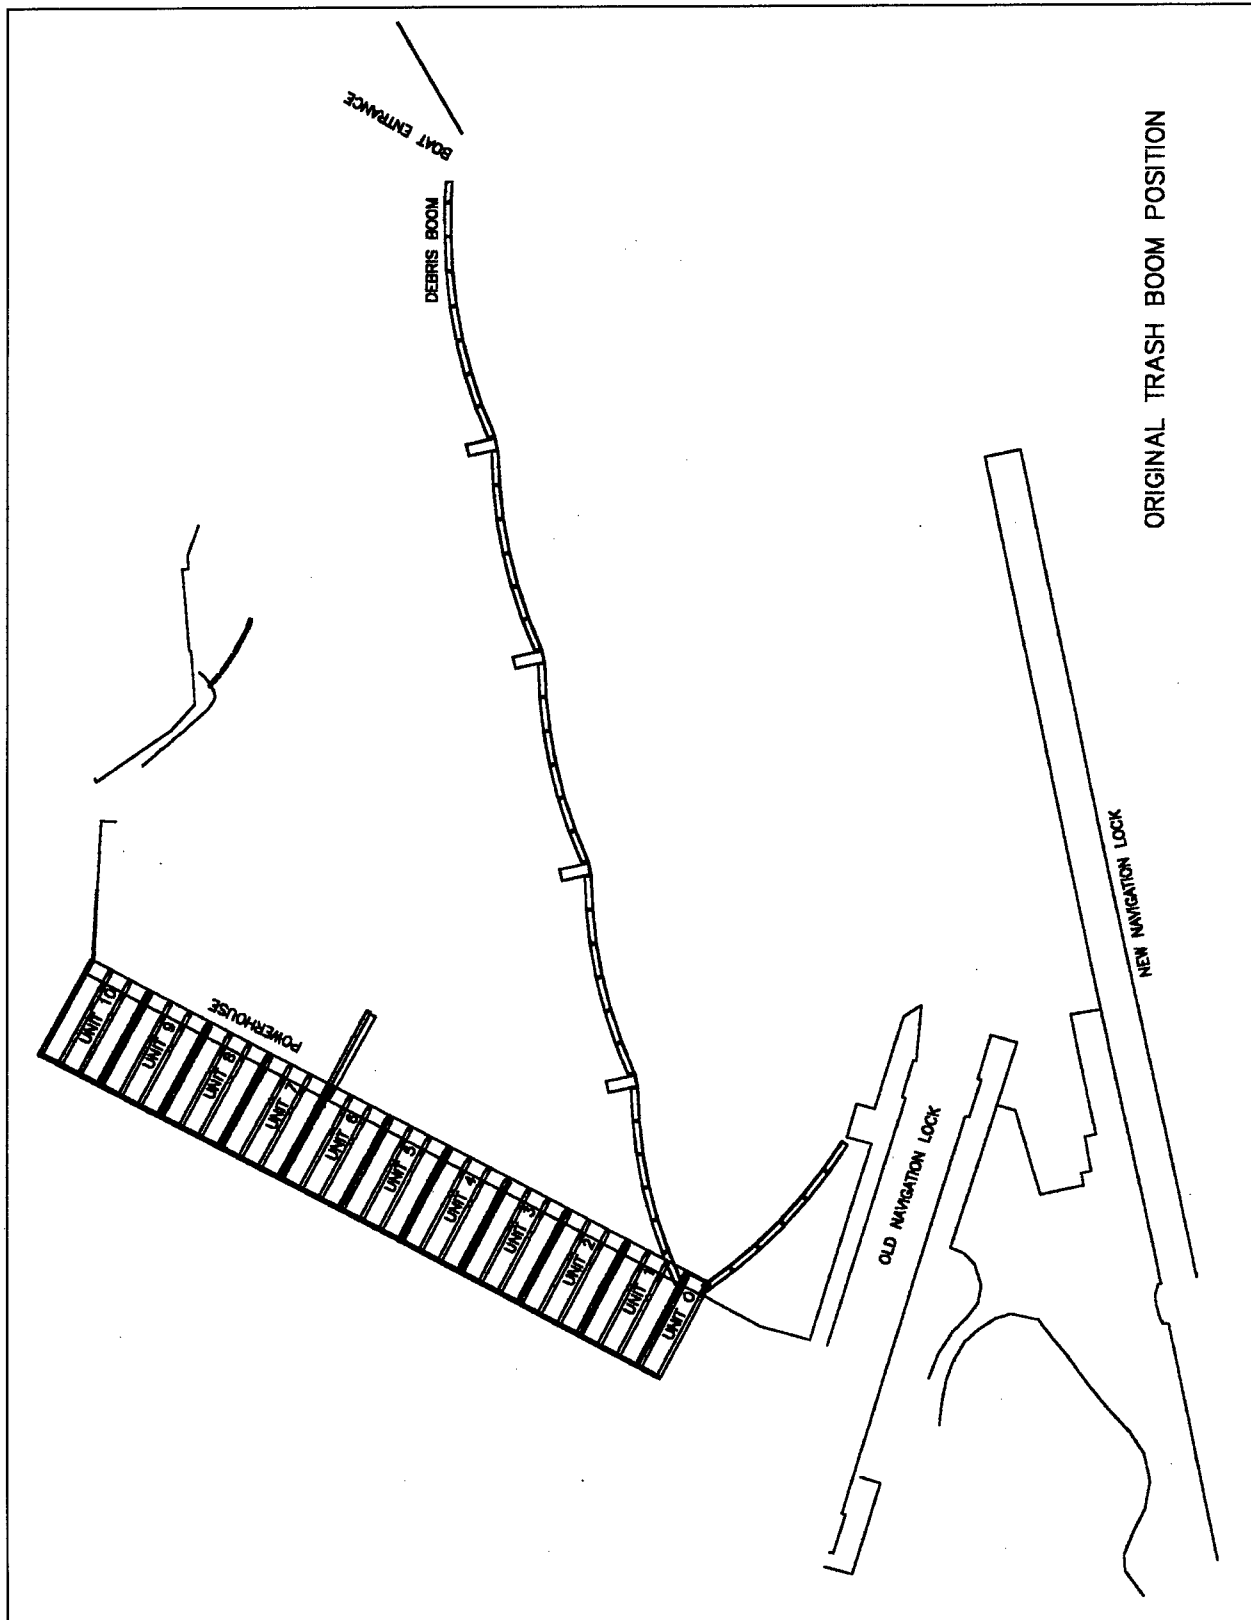 BOAT ENTRANCE
DEBRIS BOOM
POWERHOUSE
UNIT 10
UNIT 9
UNIT 8
UNIT 7
UNIT 6
UNIT 5
UNIT 4
UNIT 3
UNIT 2
UNIT 1
UNIT 0
OLD NAVIGATION LOCK
NEW NAVIGATION LOCK
ORIGINAL TRASH BOOM POSITION